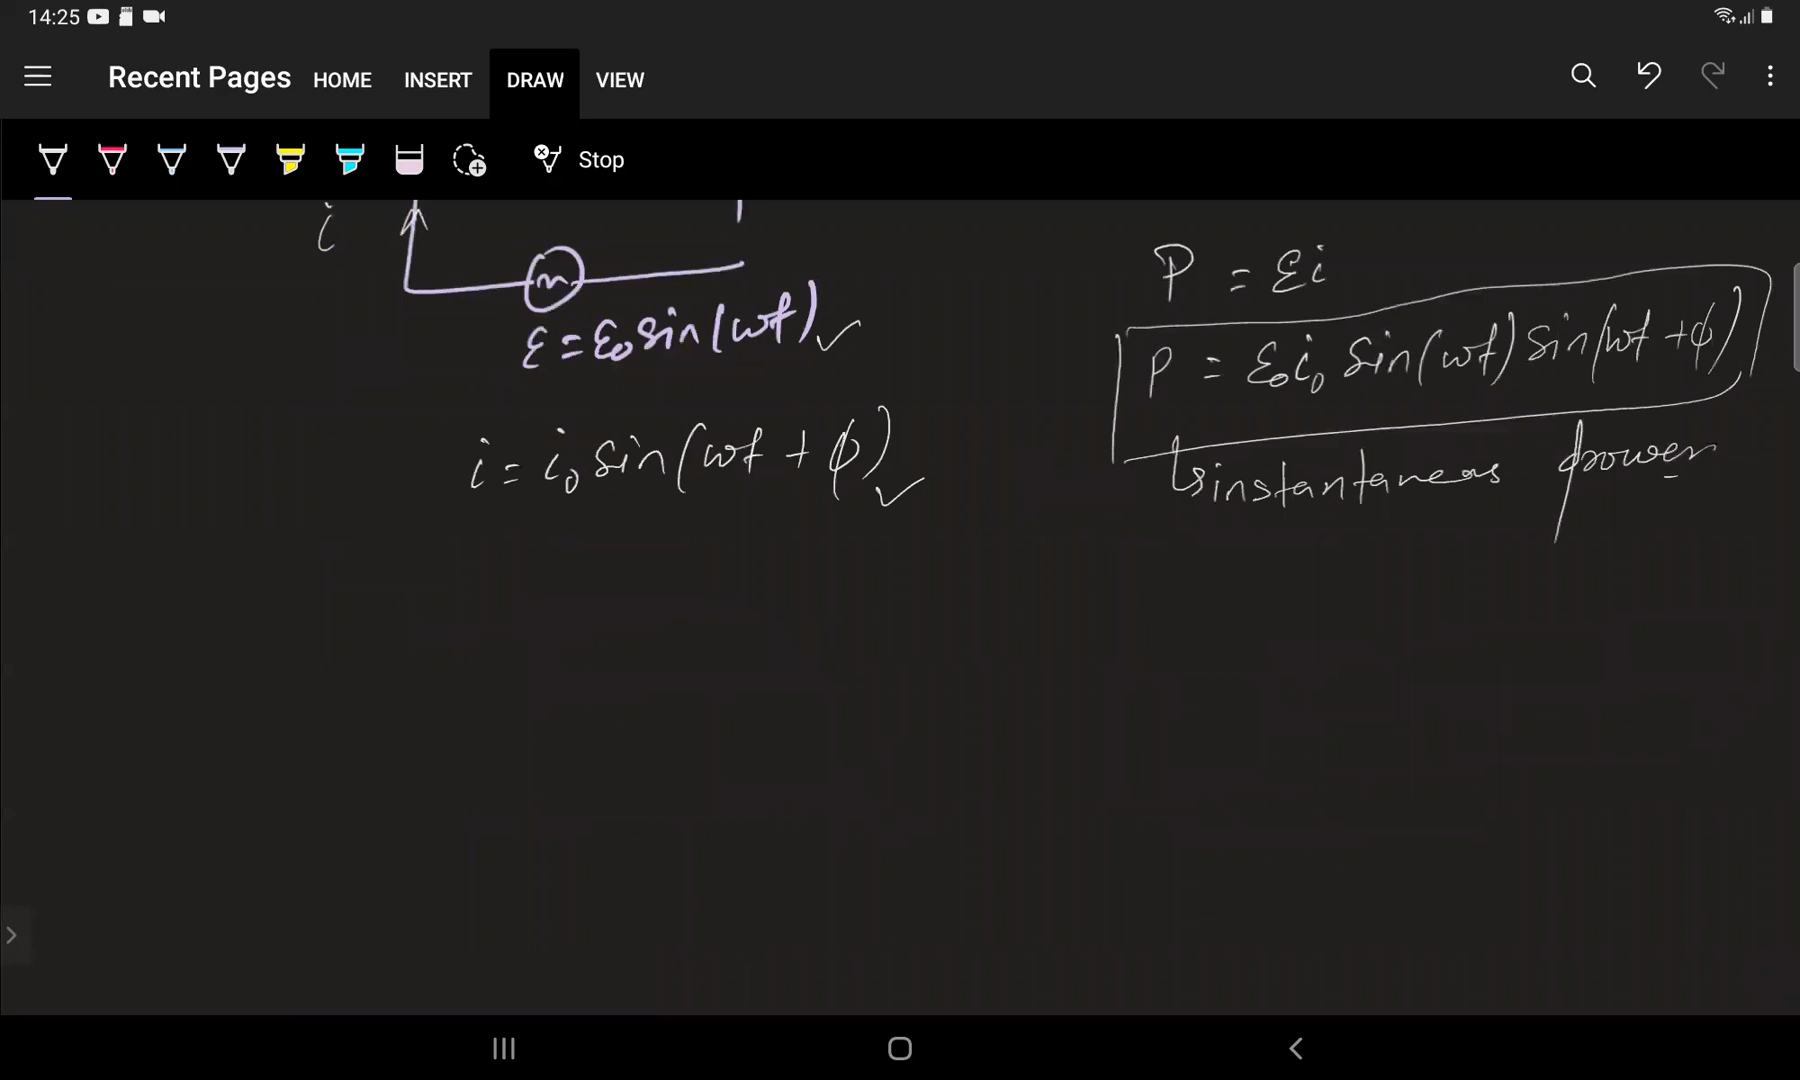 14:25
Recent Pages HOME INSERT DRAW VIEW
Stop
i
ε = ε₀ sin(ωt)
i = i₀ sin(ωt + φ)
P = εi
P = ε₀i₀ sin(ωt) sin(ωt + φ)
instantaneous power